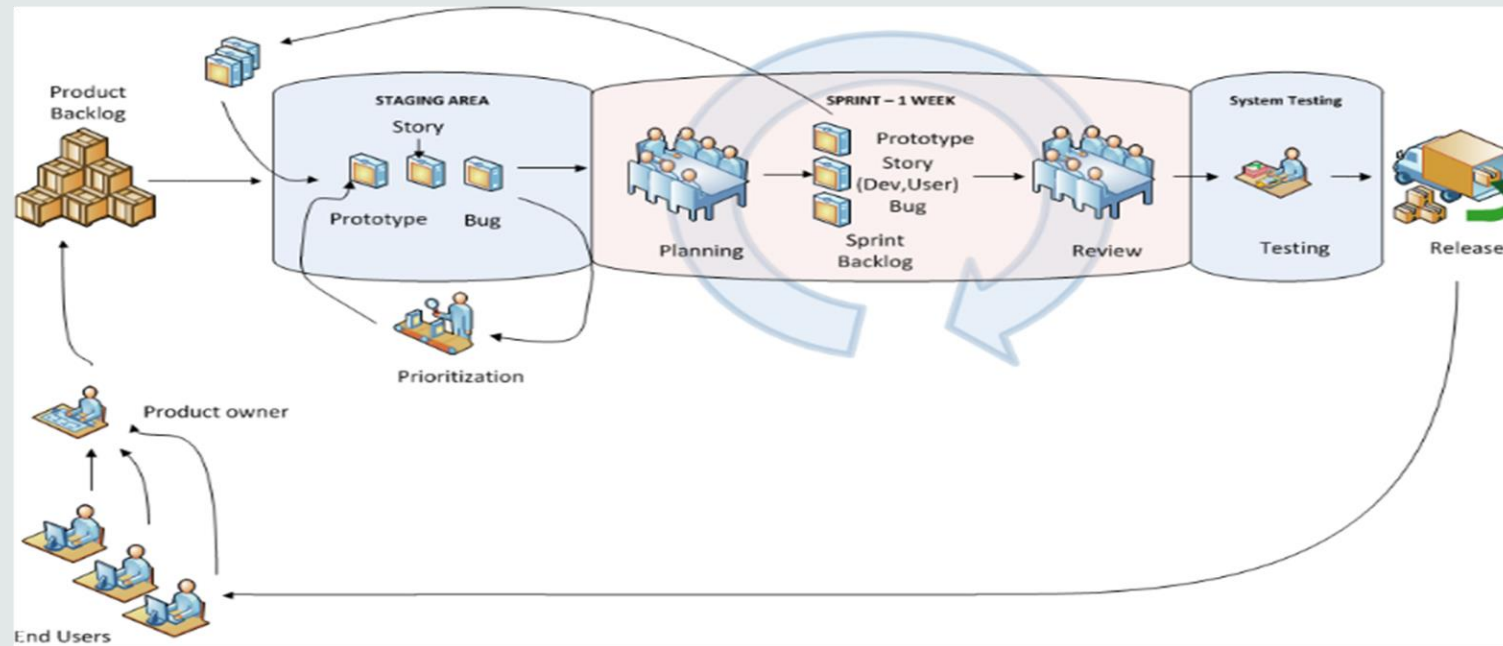 Product
Backlog
STAGING AREA
Story
Prototype
Bug
Prioritization
SPRINT – 1 WEEK
Planning
Prototype
Story
(Dev,User)
Bug
Sprint
Backlog
Review
System Testing
Testing
Release
Product owner
End Users